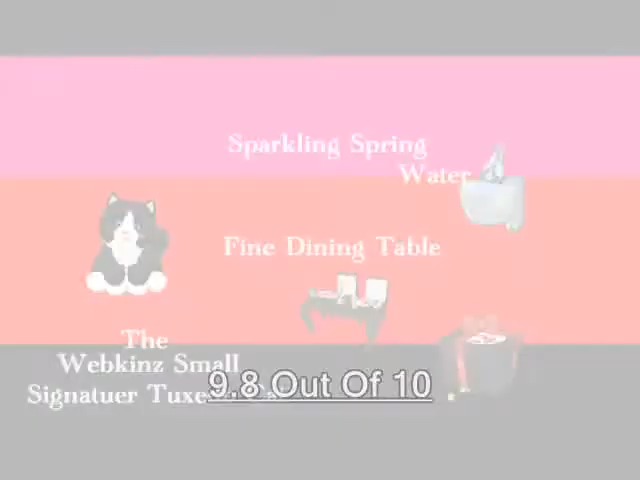 Sparkling Spring
Water
Fine Dining Table
The
Webkinz Small
Signatuer
9.8 Out Of 10